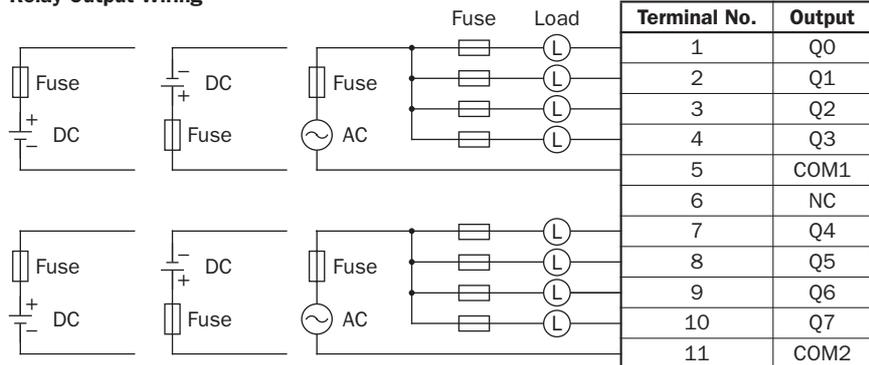 Relay Output Wiring
Fuse Load Terminal No. Output
1 Q0
Fuse − DC + Fuse L 2 Q1
L 3 Q2
+ DC − Fuse AC L 4 Q3
L
5 COM1
6 NC
L 7 Q4
Fuse − DC + Fuse L 8 Q5
+ DC − Fuse AC L 9 Q6
L 10 Q7
11 COM2